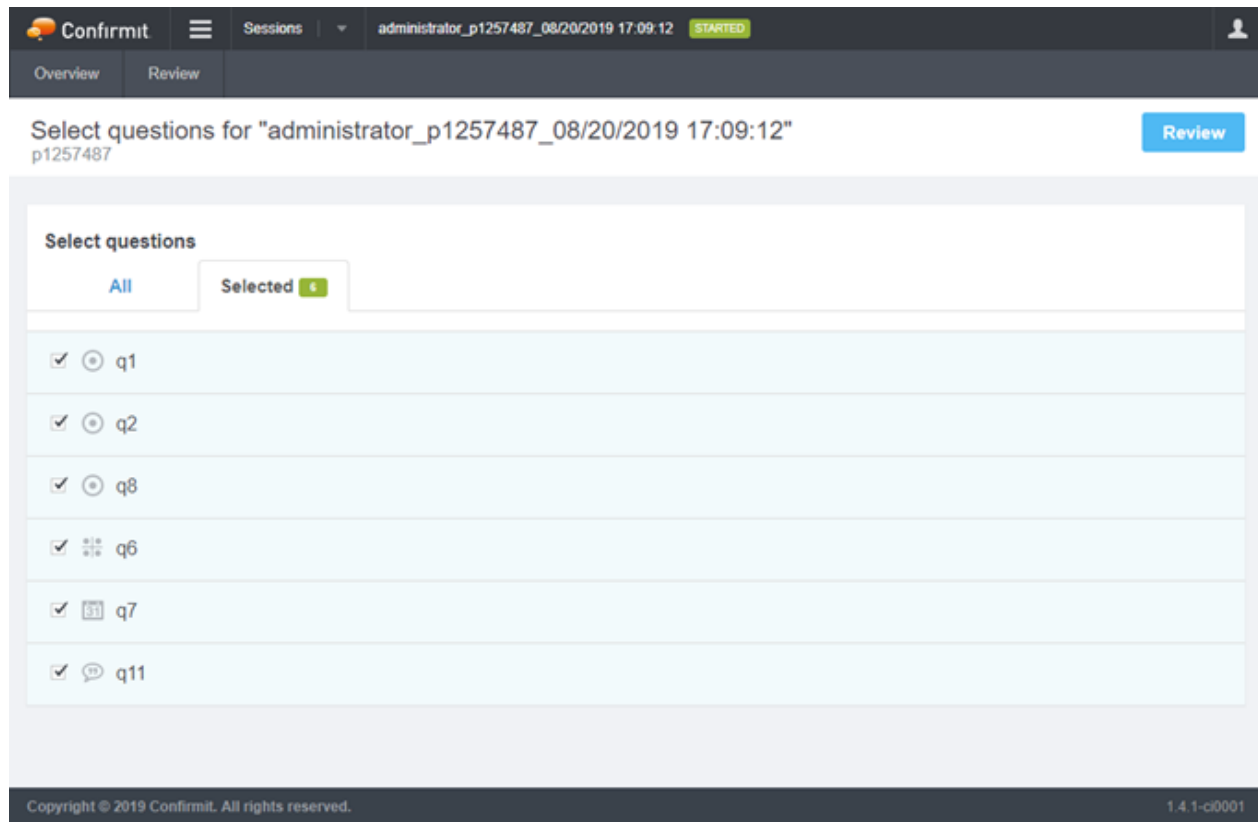 Confirmit Sessions administrator_p1257487_08/20/2019 17:09:12 STARTED
Overview Review
Select questions for "administrator_p1257487_08/20/2019 17:09:12"
p1257487
Review
Select questions
All Selected 6
q1
q2
q8
q6
31 q7
q11
Copyright © 2019 Confirmit. All rights reserved. 1.4.1-ci0001